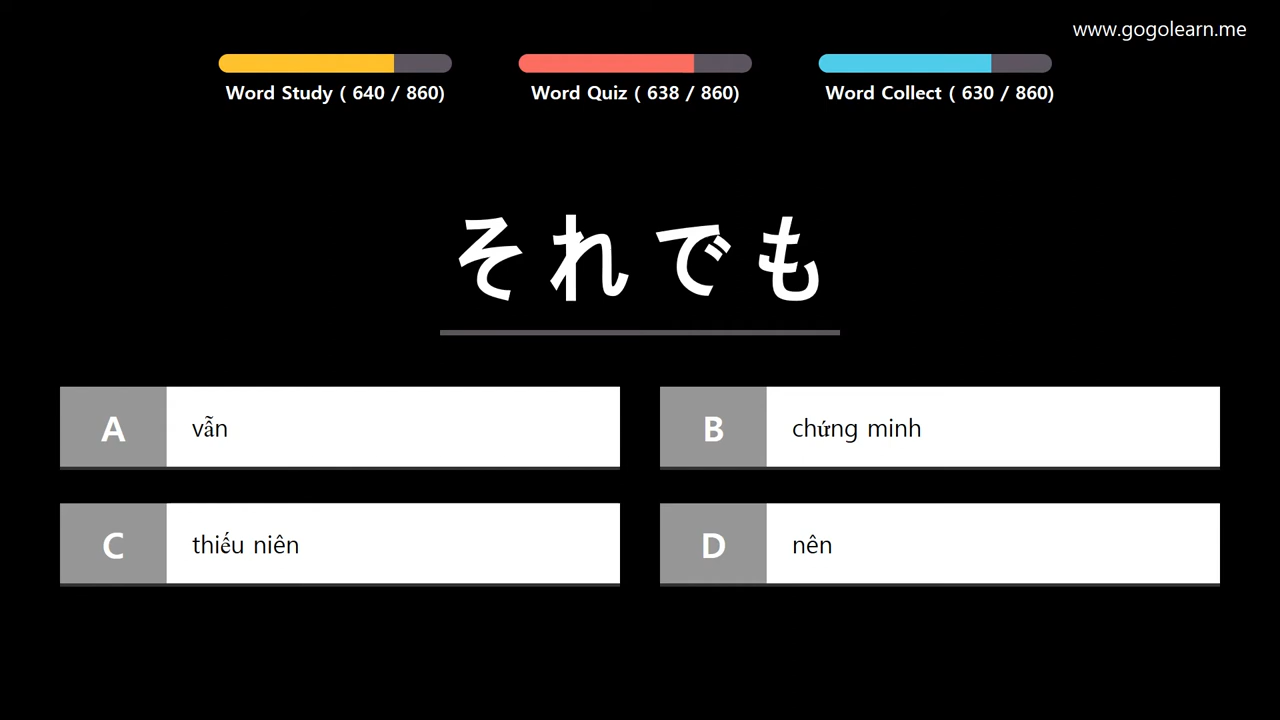 www.gogolearn.me
Word Study ( 640 / 860)
Word Quiz ( 638 / 860)
Word Collect ( 630 / 860)
それでも
A vẫn
B chứng minh
C thiếu niên
D nên